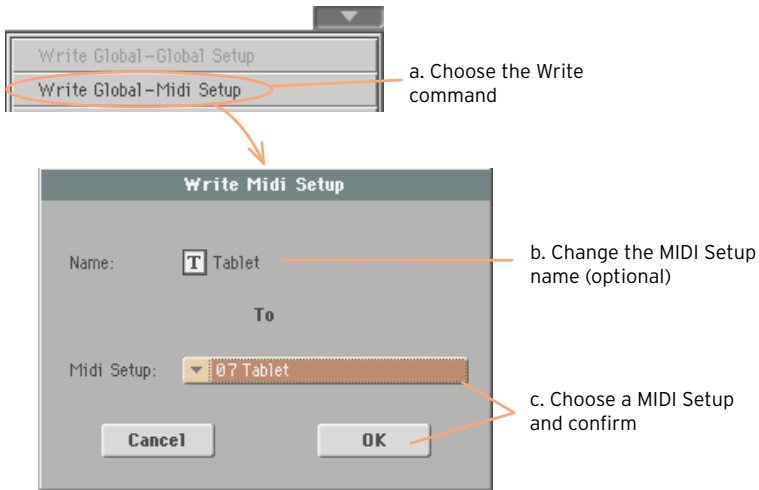 Write Global-Global Setup
Write Global-Midi Setup
a. Choose the Write
command
Write Midi Setup
Name:
T Tablet
b. Change the MIDI Setup
name (optional)
To
Midi Setup:
07 Tablet
c. Choose a MIDI Setup
and confirm
Cancel
OK